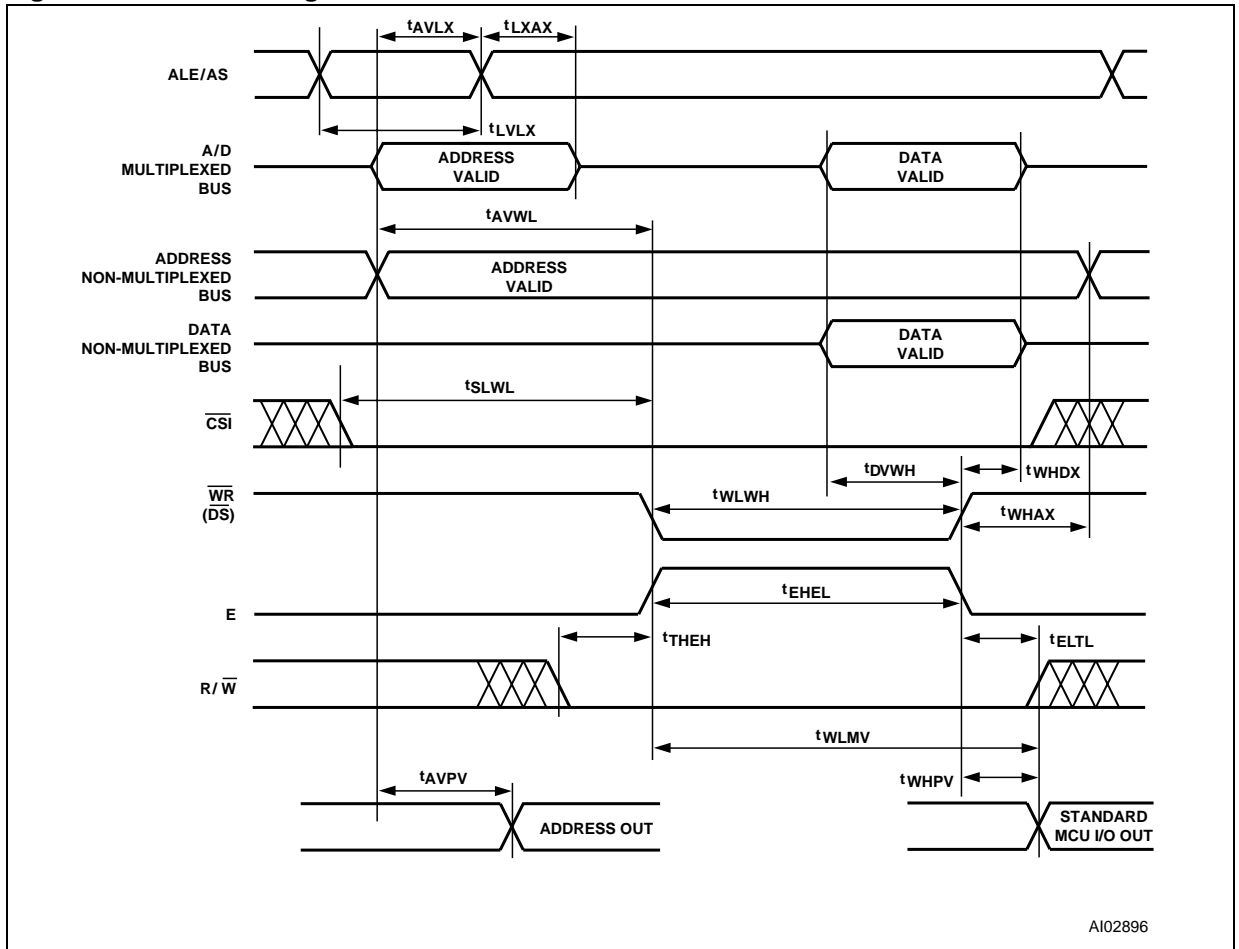 tAVLX
tLXAX
ALE/AS
tLVLX
A/D
MULTIPLEXED
BUS
ADDRESS
VALID
DATA
VALID
tAVWL
ADDRESS
NON-MULTIPLEXED
BUS
ADDRESS
VALID
DATA
NON-MULTIPLEXED
BUS
DATA
VALID
tSLWL
CSI
tDVWH
tWHDX
WR
(DS)
tWLWH
tWHAX
tEHEL
E
tTHEH
tELTL
R/ W
tWLMV
tAVPV
tWHPV
ADDRESS OUT
STANDARD
MCU I/O OUT
AI02896